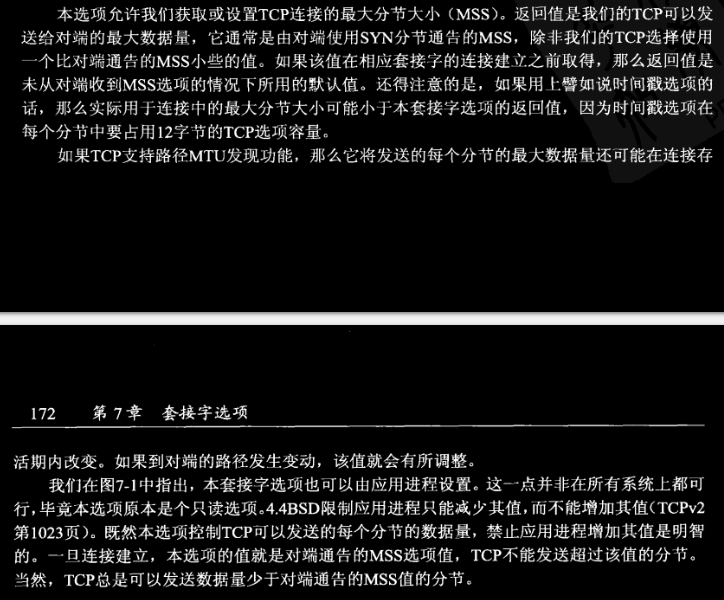 本选项允许我们获取或设置TCP连接的最大分节大小（MSS）。返回值是我们的TCP可以发
送给对端的最大数据量，它通常是由对端使用SYN分节通告的MSS，除非我们的TCP选择使用
一个比对端通告的MSS小些的值。如果该值在相应套接字的连接建立之前取得，那么返回值是
未从对端收到MSS选项的情况下所用的默认值。还得注意的是，如果用上譬如说时间戳选项的
话，那么实际用于连接中的最大分节大小可能小于本套接字选项的返回值，因为时间戳选项在
每个分节中要占用12字节的TCP选项容量。
如果TCP支持路径MTU发现功能，那么它将发送的每个分节的最大数据量还可能在连接存
172 第7章 套接字选项
活期内改变。如果到对端的路径发生变动，该值就会有所调整。
我们在图7-1中指出，本套接字选项也可以由应用进程设置。这一点并非在所有系统上都可
行，毕竟本选项原本是个只读选项。4.4BSD限制应用进程只能减少其值，而不能增加其值（TCPv2
第1023页）。既然本选项控制TCP可以发送的每个分节的数据量，禁止应用进程增加其值是明智
的。一旦连接建立，本选项的值就是对端通告的MSS选项值，TCP不能发送超过该值的分节。
当然，TCP总是可以发送数据量少于对端通告的MSS值的分节。